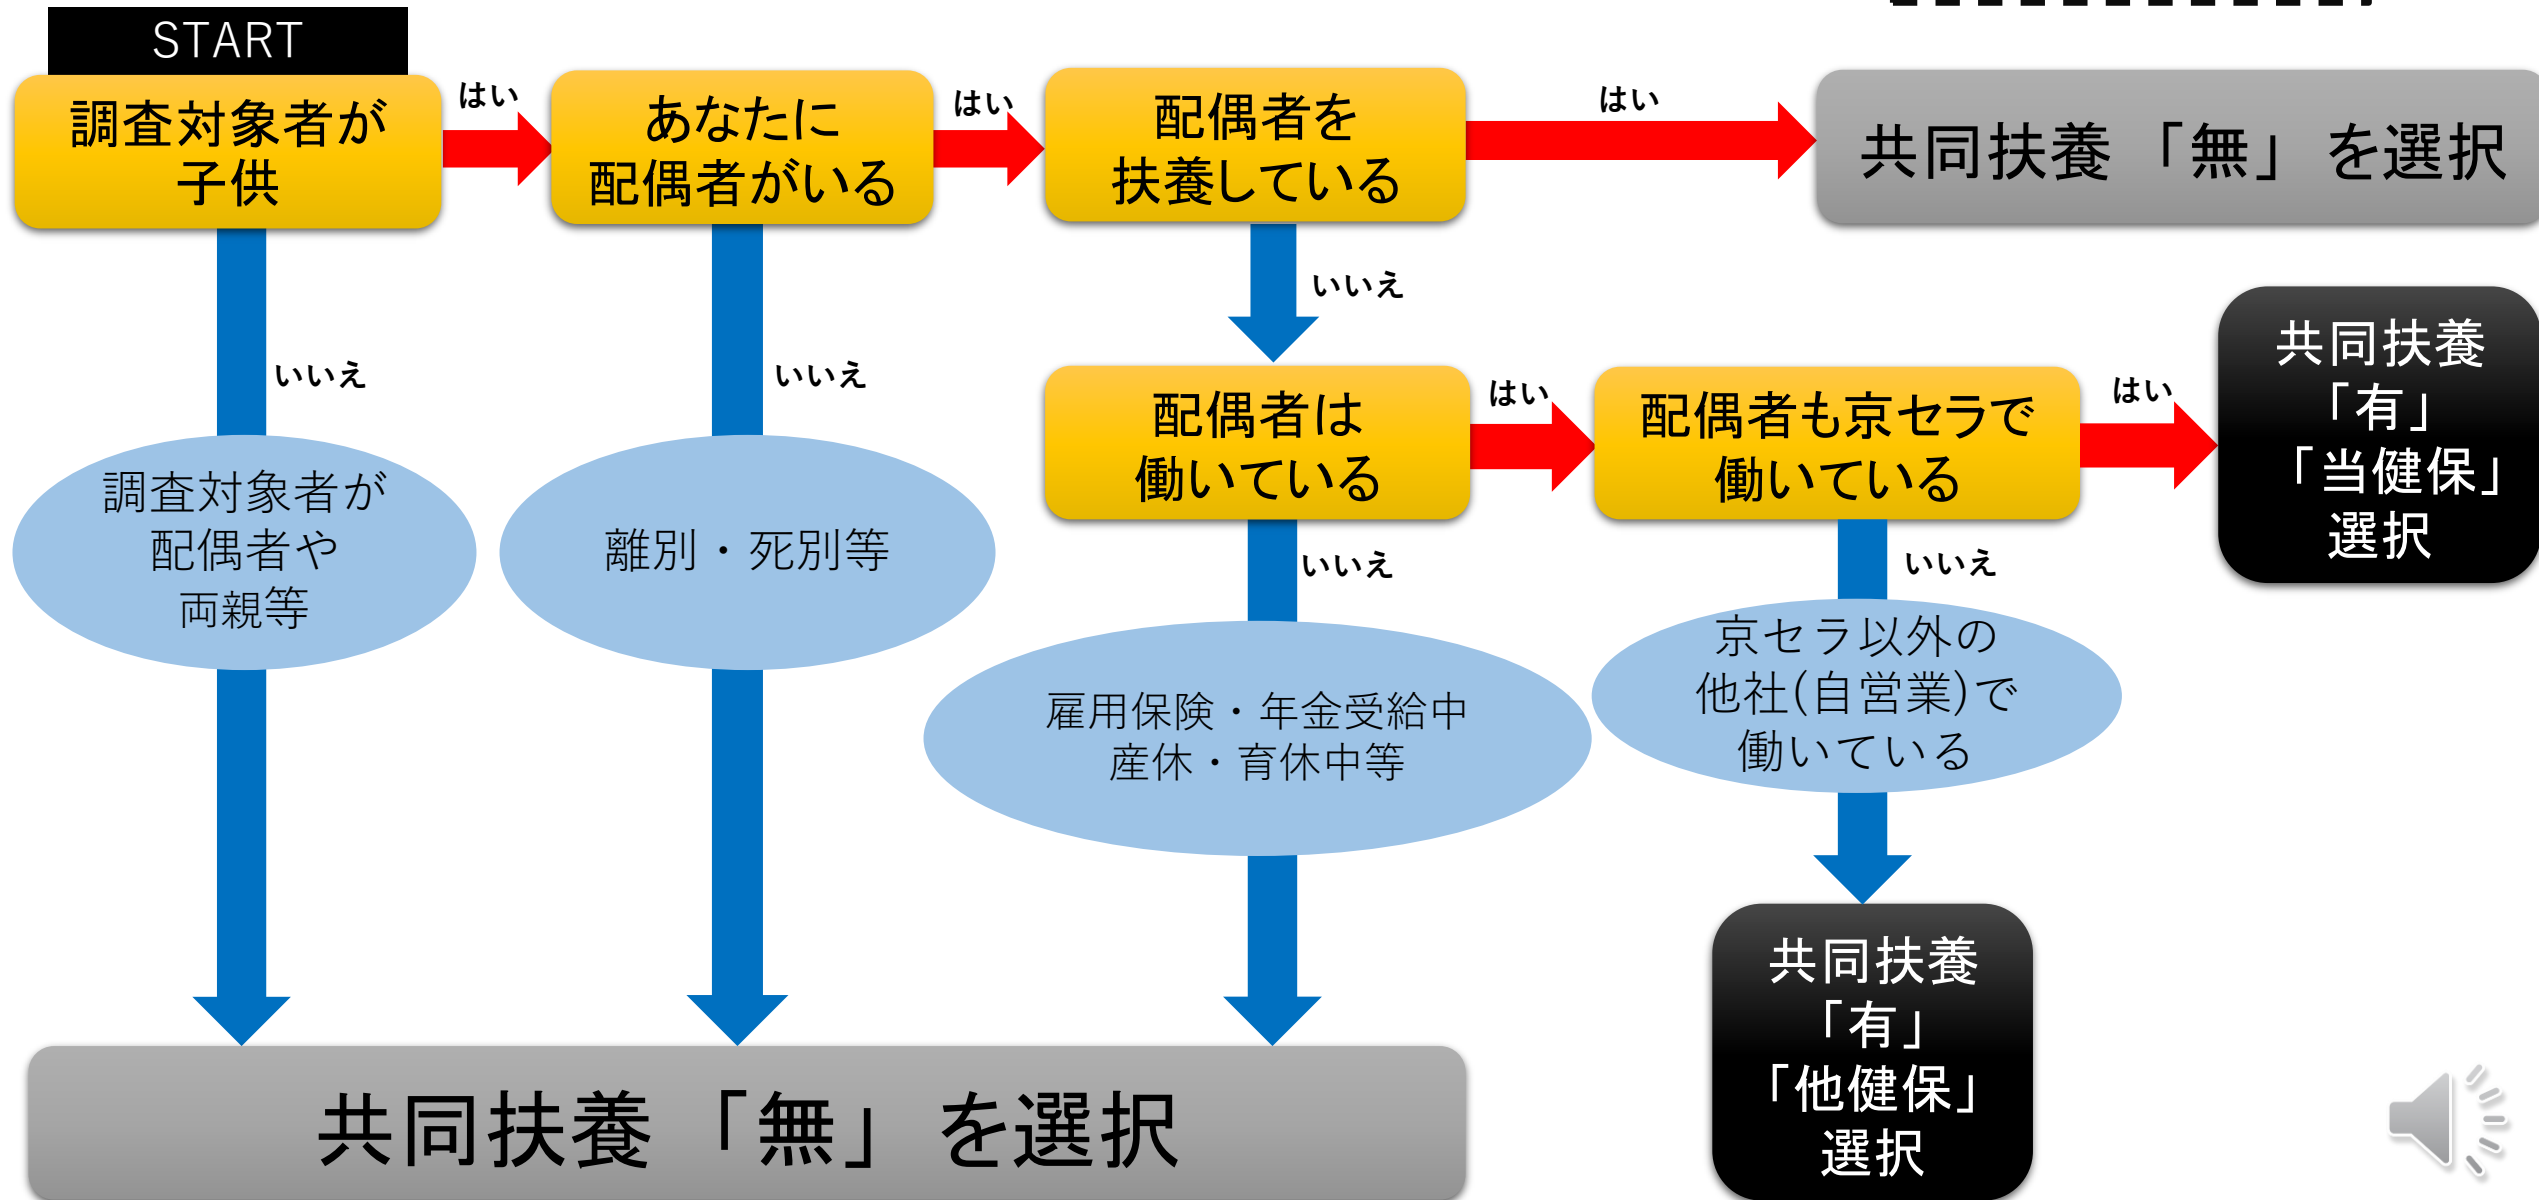 START
調査対象者が
子供
はい
あなたに
配偶者がいる
はい
配偶者を
扶養している
はい
共同扶養「無」を選択
いいえ
いいえ
いいえ
配偶者は
働いている
はい
配偶者も京セラで
働いている
はい
共同扶養
「有」
「当健保」
選択
調査対象者が
配偶者や
両親等
離別・死別等
いいえ
雇用保険・年金受給中
産休・育休中等
いいえ
京セラ以外の
他社(自営業)で
働いている
共同扶養
「有」
「他健保」
選択
共同扶養「無」を選択